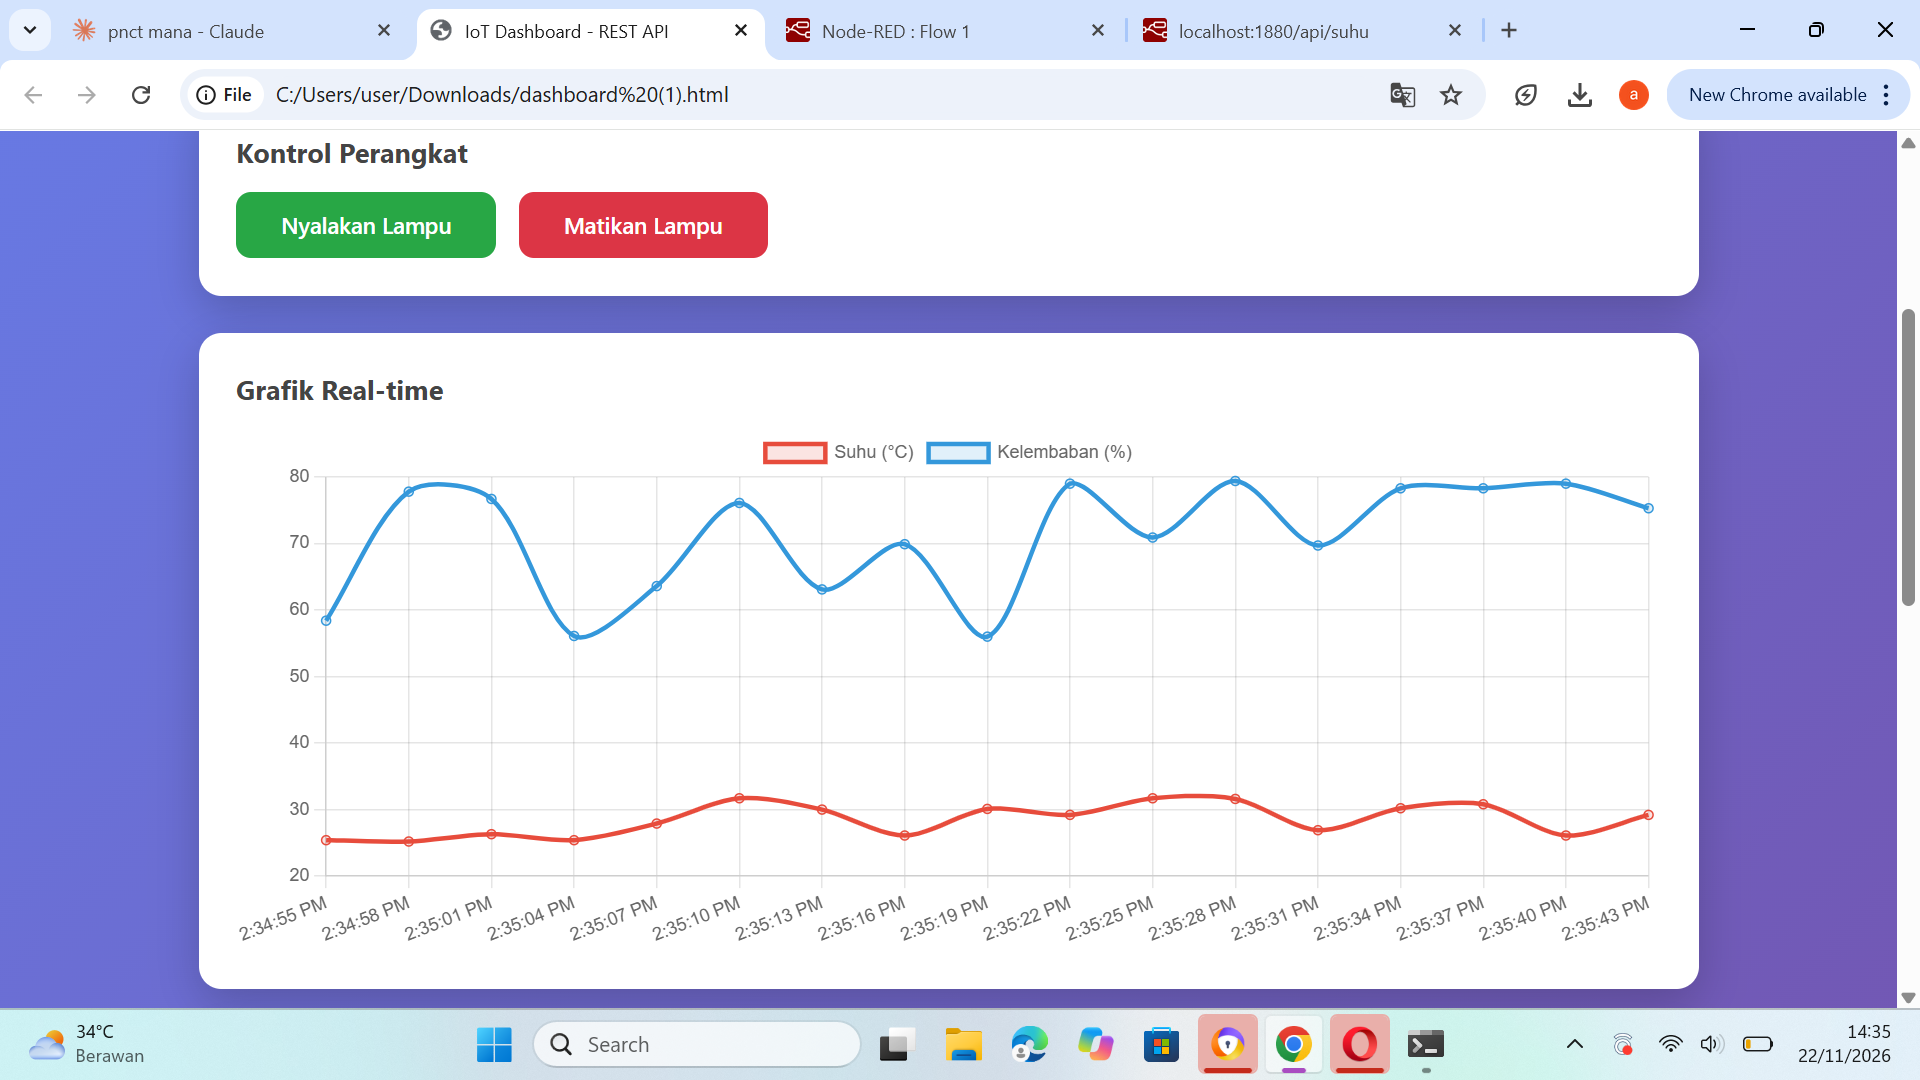 pnct mana - Claude
IoT Dashboard - REST API
Node-RED : Flow 1
localhost:1880/api/suhu
File
C:/Users/user/Downloads/dashboard%20(1).html
a
New Chrome available
Kontrol Perangkat
Nyalakan Lampu
Matikan Lampu
Grafik Real-time
Suhu (°C)
Kelembaban (%)
80
70
60
50
40
30
20
2:34:55 PM
2:34:58 PM
2:35:01 PM
2:35:04 PM
2:35:07 PM
2:35:10 PM
2:35:13 PM
2:35:16 PM
2:35:19 PM
2:35:22 PM
2:35:25 PM
2:35:28 PM
2:35:31 PM
2:35:34 PM
2:35:37 PM
2:35:40 PM
2:35:43 PM
34°C
Berawan
Search
14:35
22/11/2026